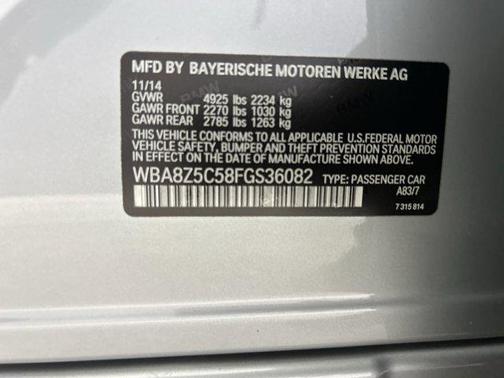 MFD BY BAYERISCHE MOTOREN WERKE AG
11/14
GVWR 4925 lbs 2234 kg
GAWR FRONT 2270 lbs 1030 kg
GAWR REAR 2785 lbs 1263 kg
THIS VEHICLE CONFORMS TO ALL APPLICABLE U.S.FEDERAL MOTOR
VEHICLE SAFETY, BUMPER, AND THEFT PREVENTION STANDARDS
IN EFFECT ON THE DATE OF MANUFACTURE SHOWN ABOVE.
WBA8Z5C58FGS36082 TYPE: PASSENGER CAR
A83/7
7 315 814